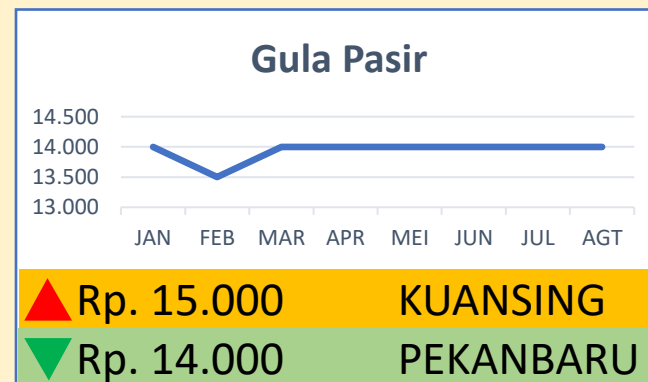 Gula Pasir
14.500
14.000
13.500
13.000
JAN FEB MAR APR MEI JUN JUL AGT
Rp. 15.000 KUANSING
Rp. 14.000 PEKANBARU